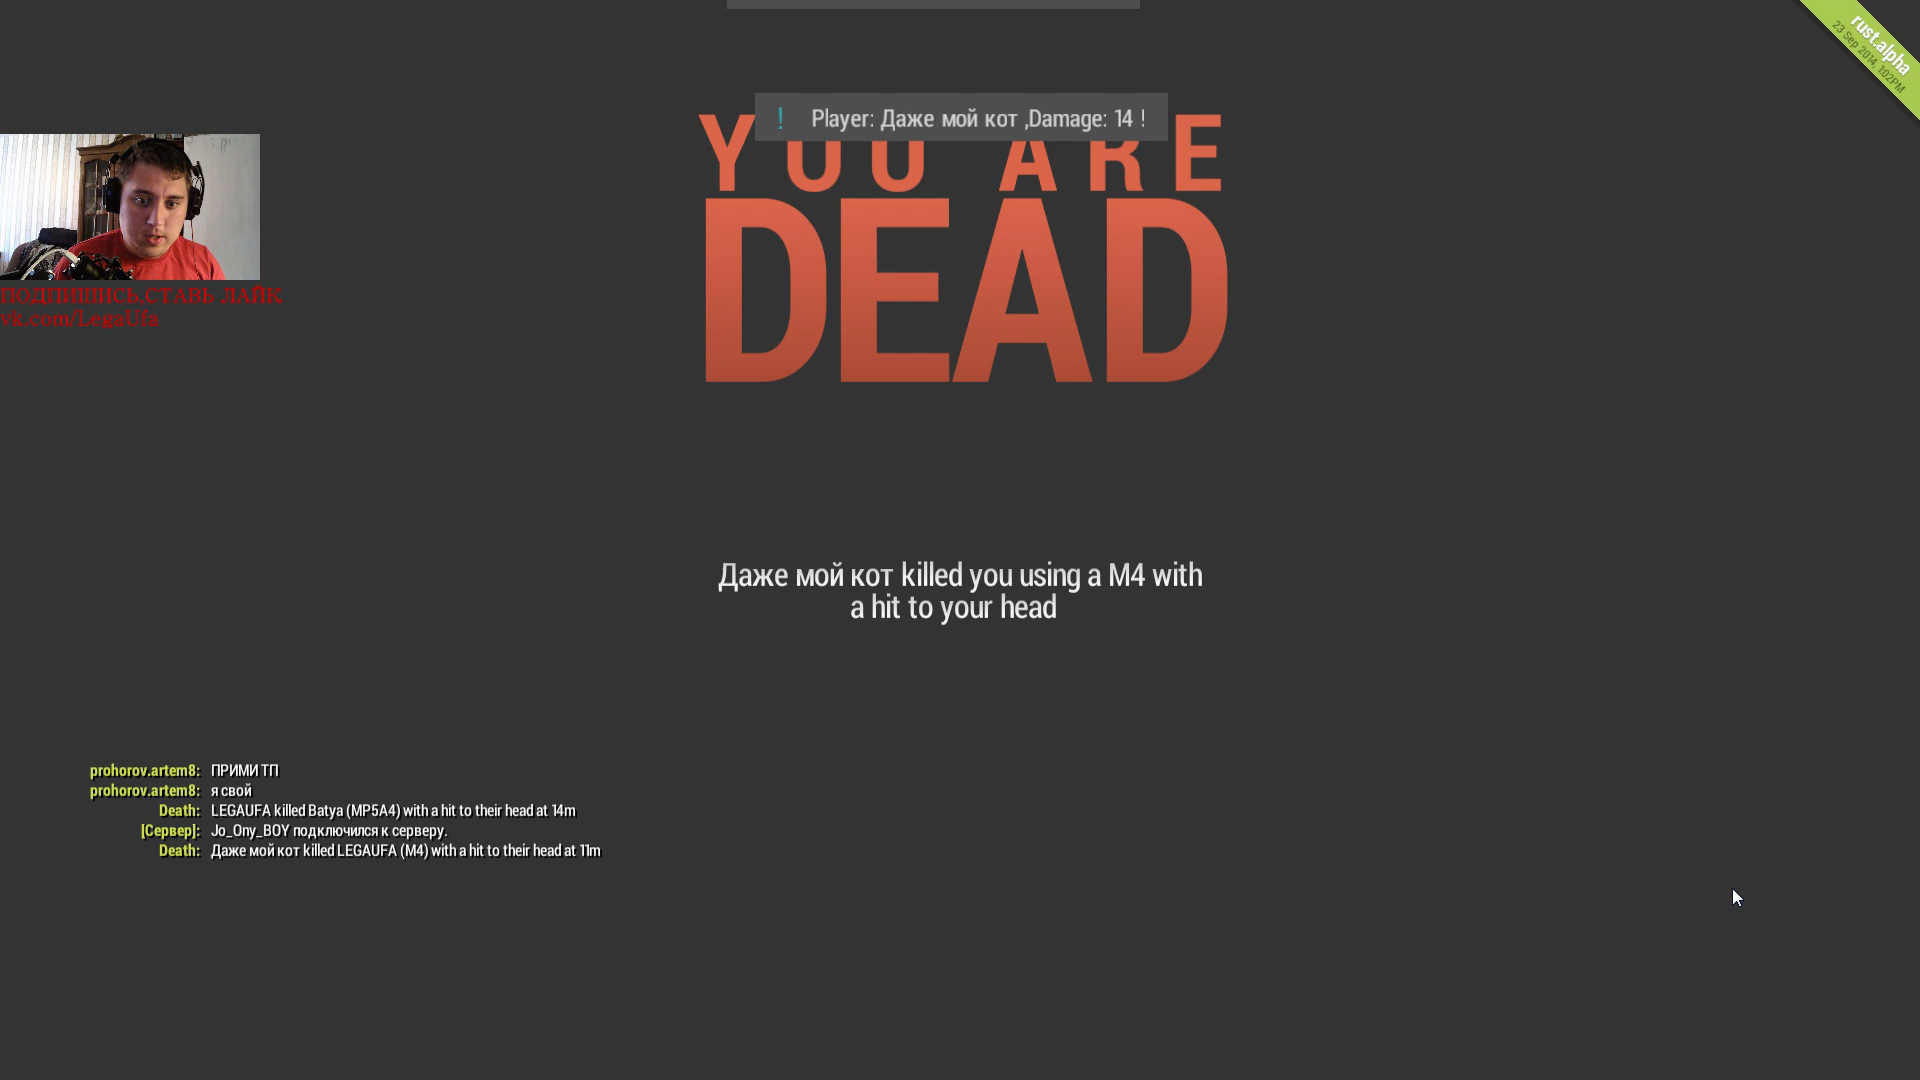 rust.alpha
23 Sep 2014, 1:02PM
! Player: Даже мой кот ,Damage: 14 !
YOU ARE
DEAD
ПОДПИШИСЬ,СТАВЬ ЛАЙК
vk.com/LegaUfa
Даже мой кот killed you using a M4 with
a hit to your head
prohorov.artem8: ПРИМИ ТП
prohorov.artem8: я свой
Death: LEGAUFA killed Batya (MP5A4) with a hit to their head at 14m
[Сервер]: Jo_Ony_BOY подключился к серверу.
Death: Даже мой кот killed LEGAUFA (M4) with a hit to their head at 11m